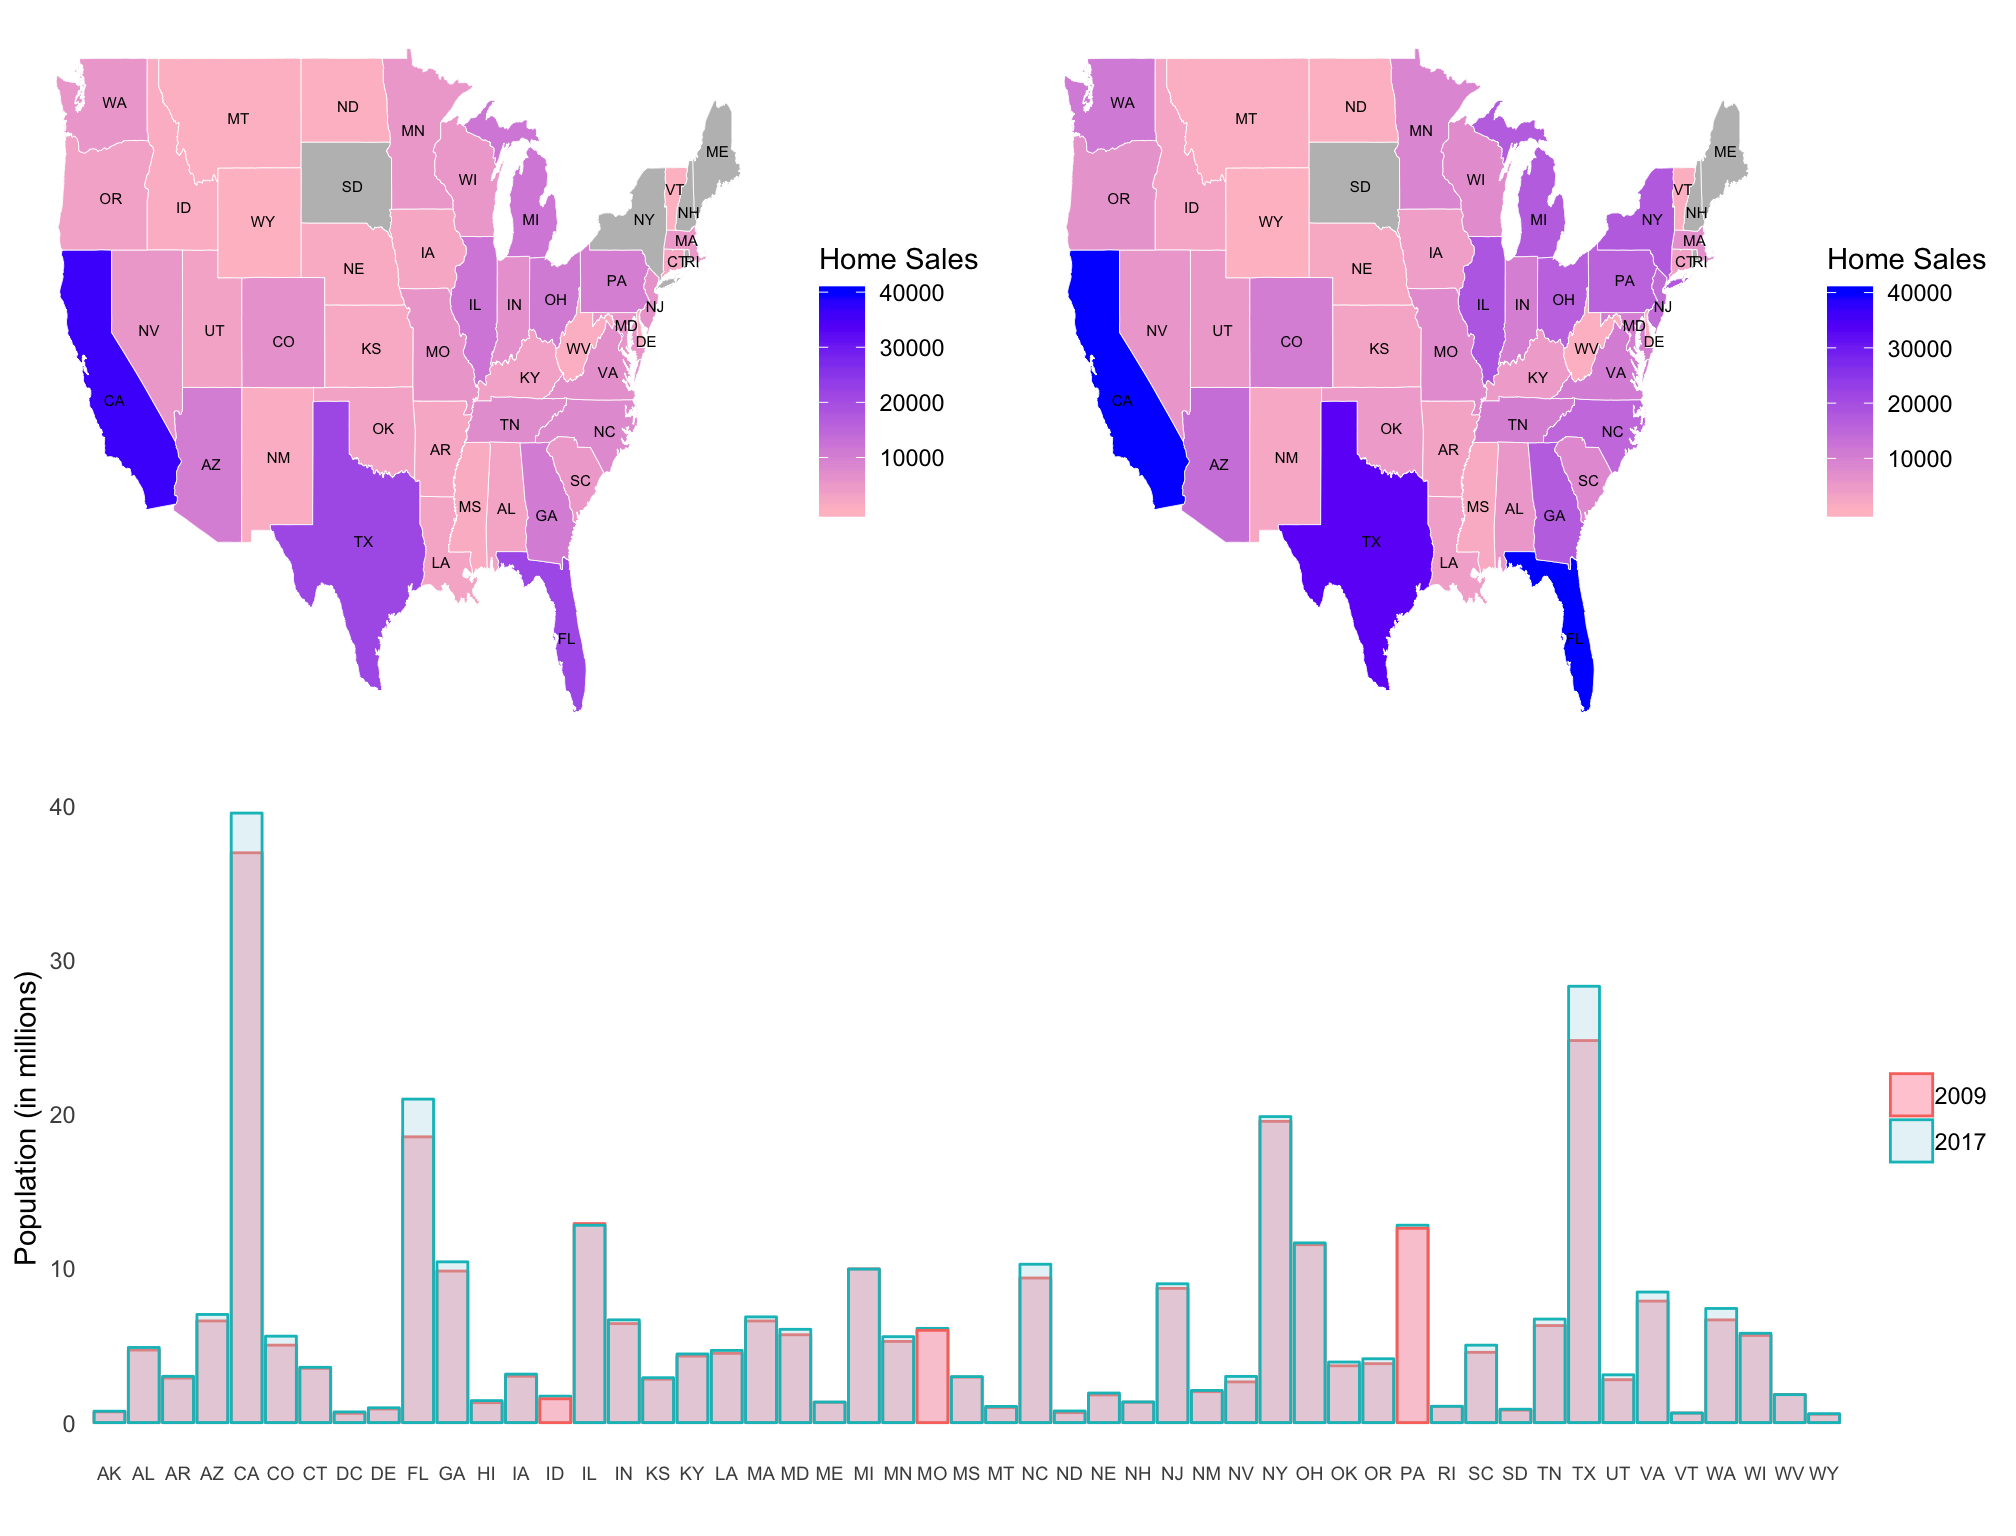 WA
MT
ND
MN
ME
OR
ID
SD
WI
VT
NH
WY
MI
NY
MA
IA
CT
RI
NE
PA
NV
UT
CO
IL
IN
OH
NJ
KS
MO
MD
DE
WV
CA
KY
VA
OK
TN
NC
AZ
NM
AR
SC
MS
AL
GA
TX
LA
FL
Home Sales
40000
30000
20000
10000
WA
MT
ND
MN
ME
OR
ID
SD
WI
VT
NH
WY
MI
NY
MA
IA
CT
RI
NE
PA
NV
UT
CO
IL
IN
OH
NJ
KS
MO
MD
DE
WV
CA
KY
VA
OK
TN
NC
AZ
NM
AR
SC
MS
AL
GA
TX
LA
FL
Home Sales
40000
30000
20000
10000
Population (in millions)
40
30
20
10
0
AK AL AR AZ CA CO CT DC DE FL GA HI IA ID IL IN KS KY LA MA MD ME MI MN MO MS MT NC ND NE NH NJ NM NV NY OH OK OR PA RI SC SD TN TX UT VA VT WA WI WV WY
2009
2017